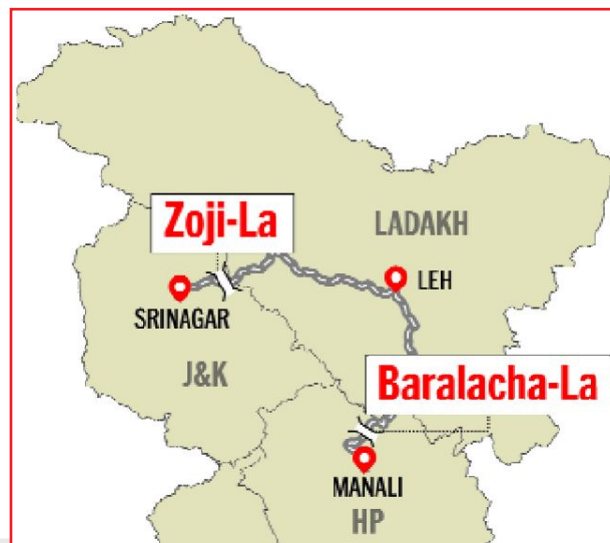 Zoji-La
LADAKH
LEH
SRINAGAR
J&K
Baralacha-La
MANALI
HP